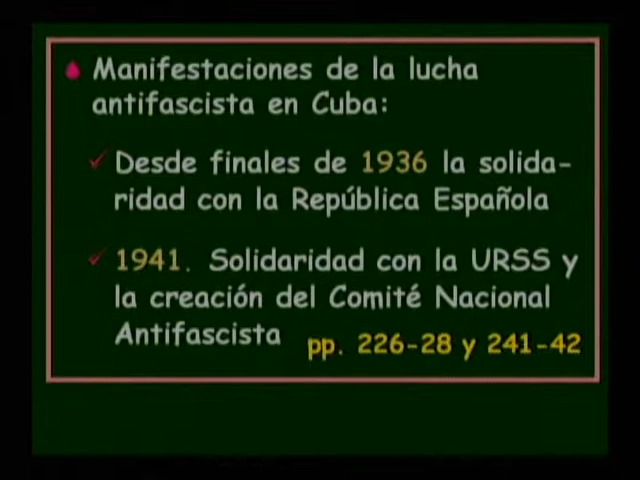 Manifestaciones de la lucha
antifascista en Cuba:
Desde finales de 1936 la solida-
ridad con la República Española
1941. Solidaridad con la URSS y
la creación del Comité Nacional
Antifascista
pp. 226-28 y 241-42